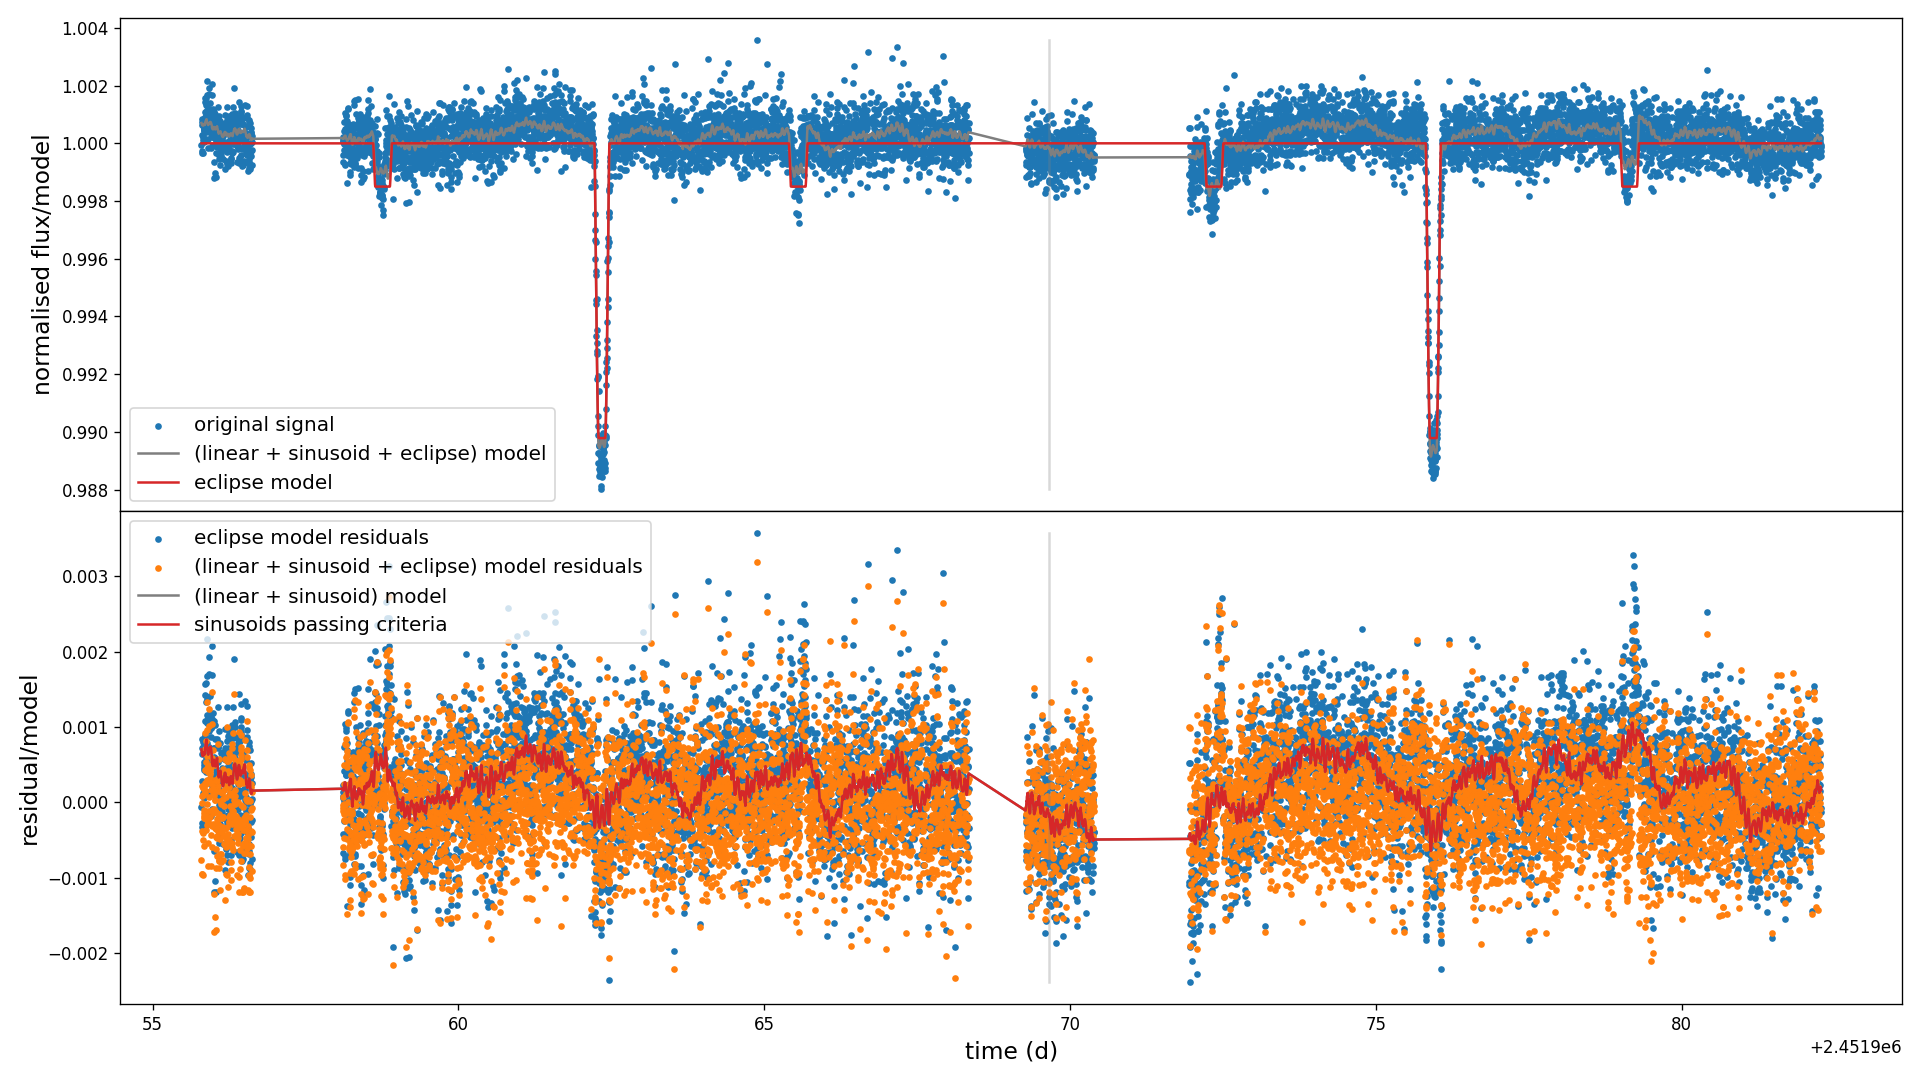 1.004
1.002
1.000
0.998
0.996
0.994
0.992
0.990
0.988
normalised flux/model
original signal
(linear + sinusoid + eclipse) model
eclipse model
eclipse model residuals
(linear + sinusoid + eclipse) model residuals
(linear + sinusoid) model
sinusoids passing criteria
0.003
0.002
0.001
0.000
−0.001
−0.002
residual/model
55
60
65
70
75
80
time (d)
+2.4519e6